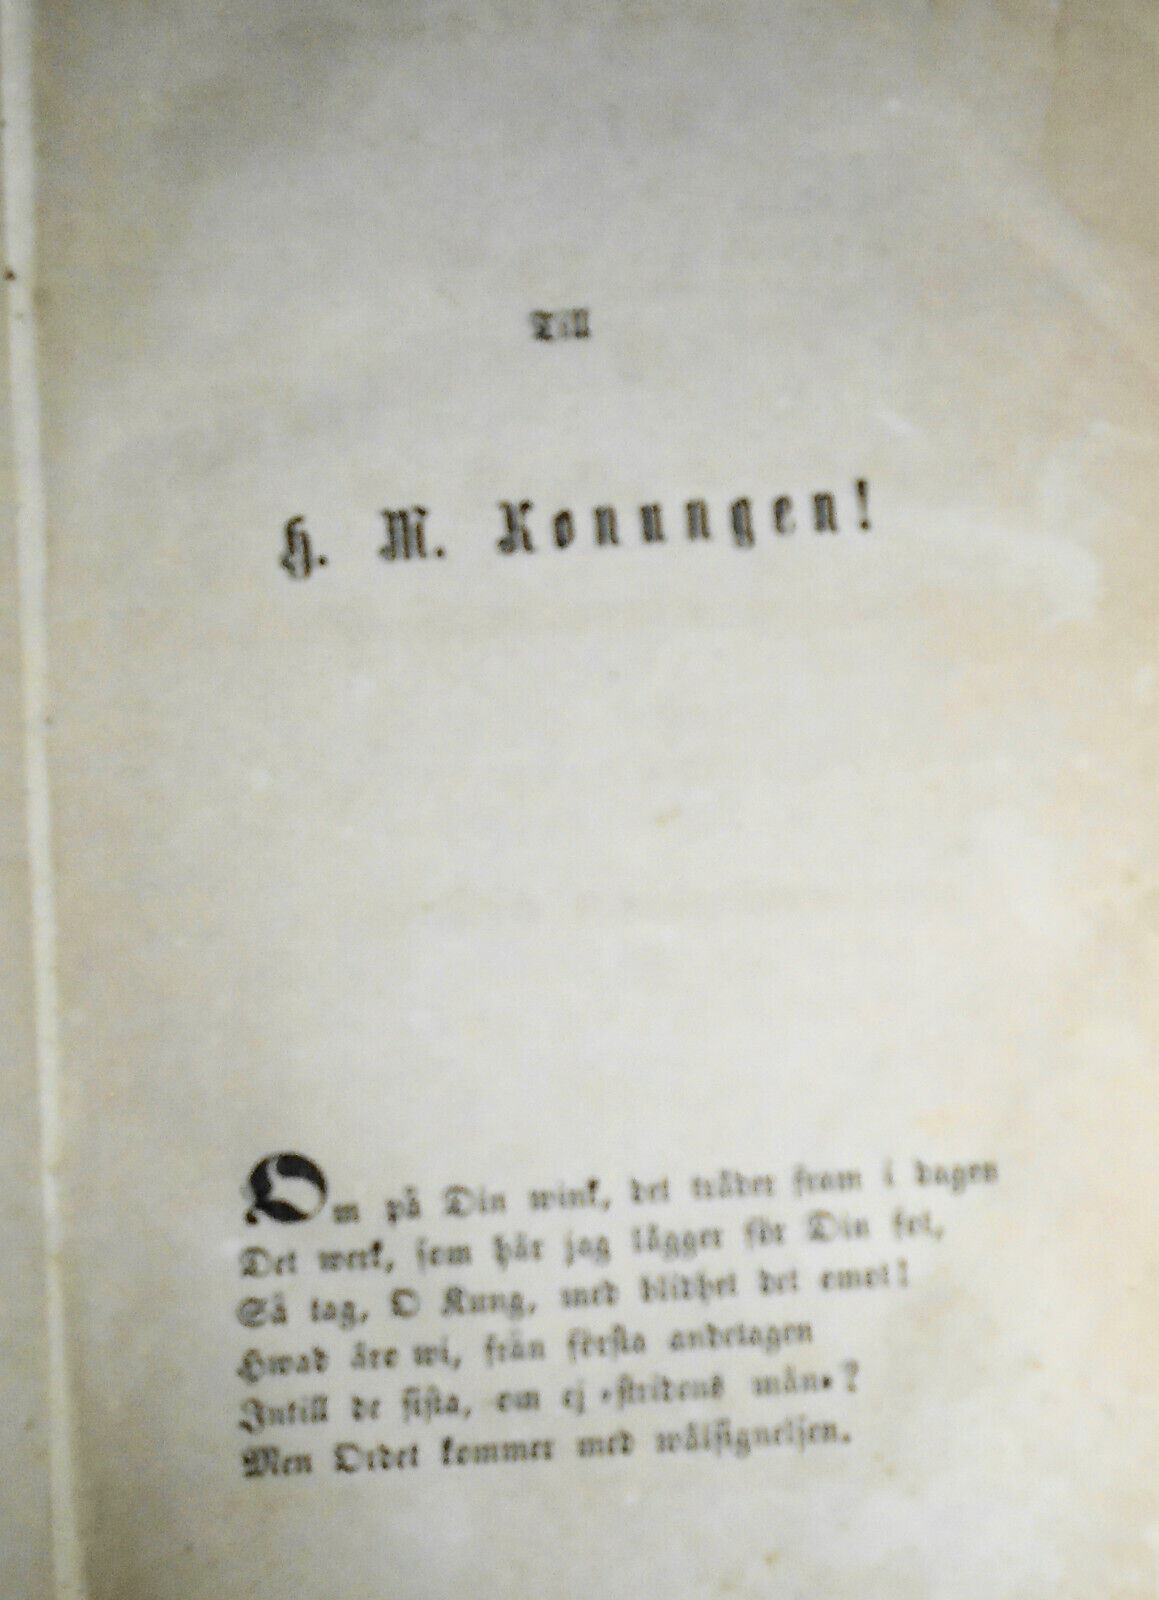 Till
H. M. Konungen!
Om på Din wink, det träder fram i dagen
Det werk, som här jag lägger för Din fot,
Så tag, O Kung, med blidhet det emot!
Hwad äre wi, från första andetagen
Intill de sista, om ej »stridens män»?
Men Ordet kommer med wälsignelsen.